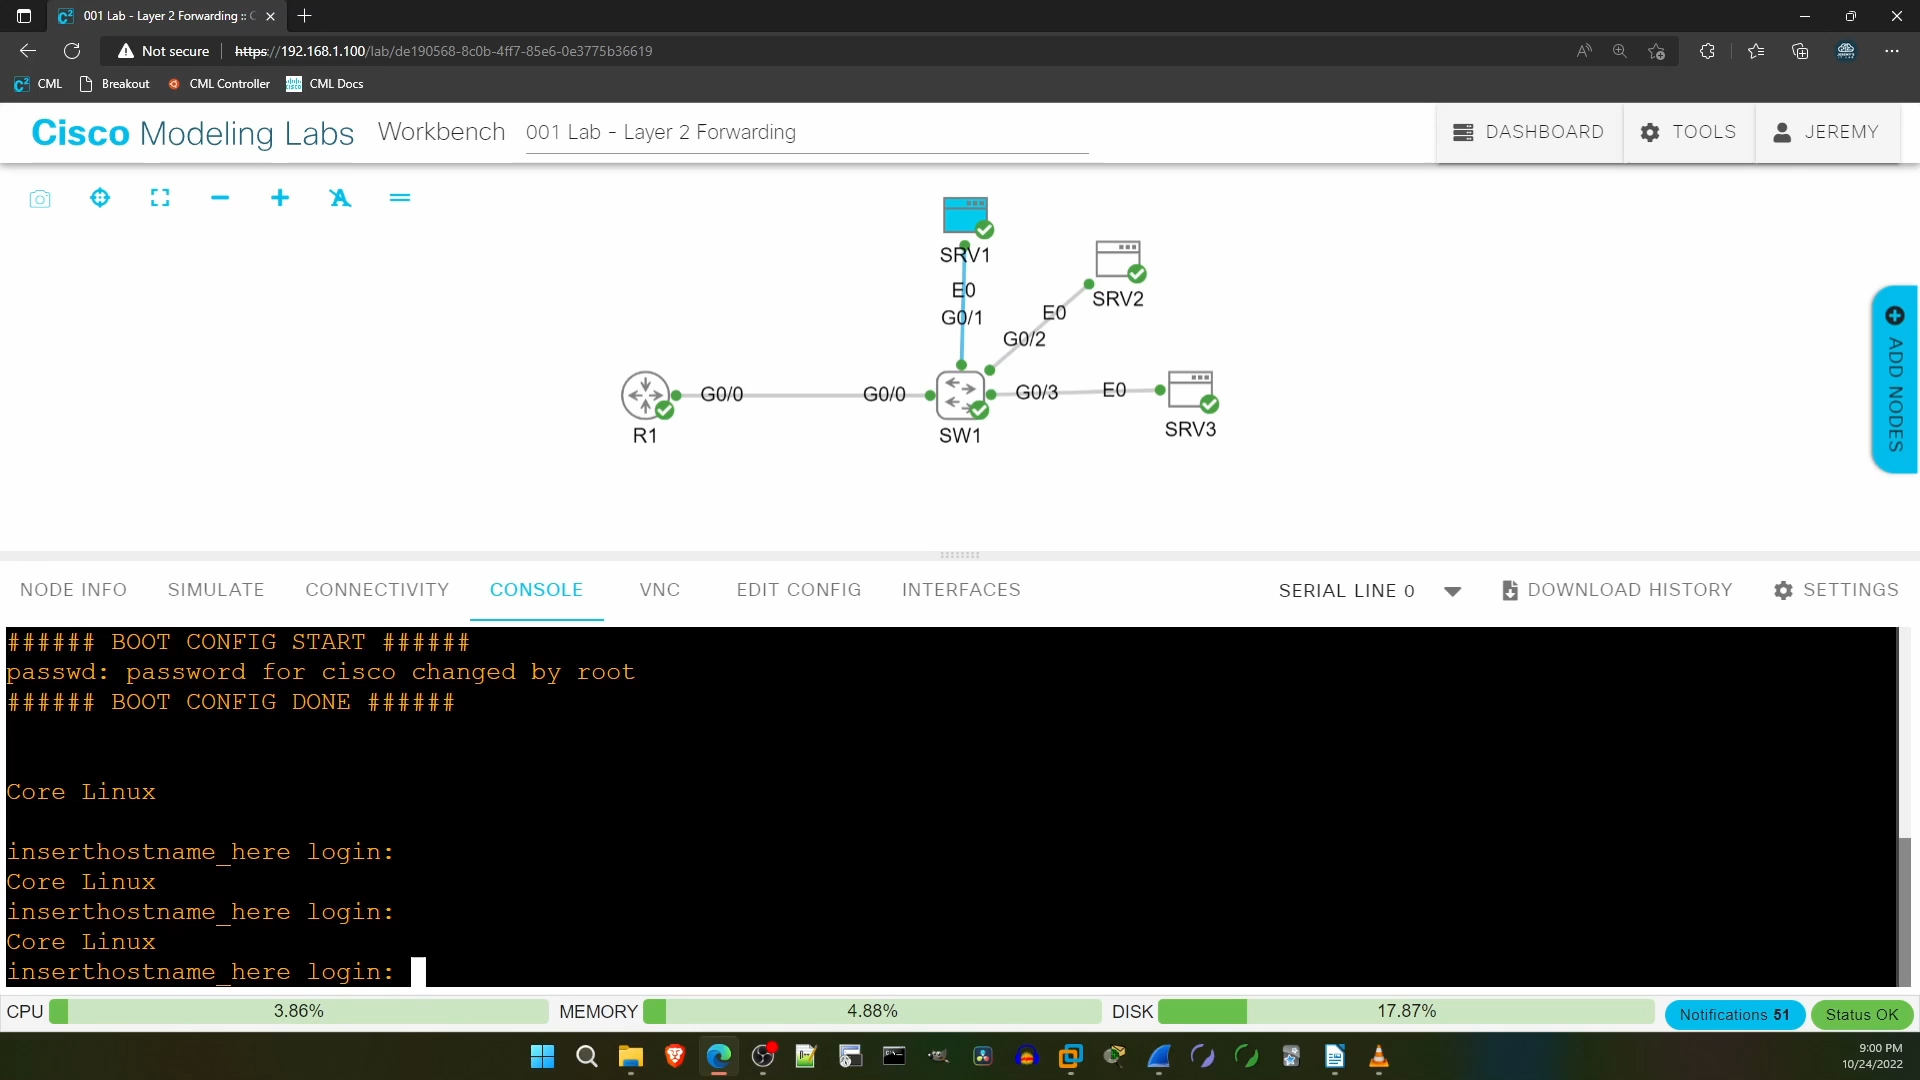 001 Lab - Layer 2 Forwarding :: C
Not secure
https://192.168.1.100/lab/de190568-8c0b-4ff7-85e6-0e3775b36619
CML
Breakout
CML Controller
CML Docs
Cisco Modeling Labs
Workbench
001 Lab - Layer 2 Forwarding
DASHBOARD
TOOLS
JEREMY
SRV1
E0
G0/1
SRV2
E0
G0/2
R1
G0/0
G0/0
SW1
G0/3
E0
SRV3
ADD NODES
NODE INFO
SIMULATE
CONNECTIVITY
CONSOLE
VNC
EDIT CONFIG
INTERFACES
SERIAL LINE 0
DOWNLOAD HISTORY
SETTINGS
###### BOOT CONFIG START ######
passwd: password for cisco changed by root
###### BOOT CONFIG DONE ######
Core Linux
inserthostname_here login:
Core Linux
inserthostname_here login:
Core Linux
inserthostname_here login:
CPU
3.86%
MEMORY
4.88%
DISK
17.87%
Notifications 51
Status OK
9:00 PM
10/24/2022